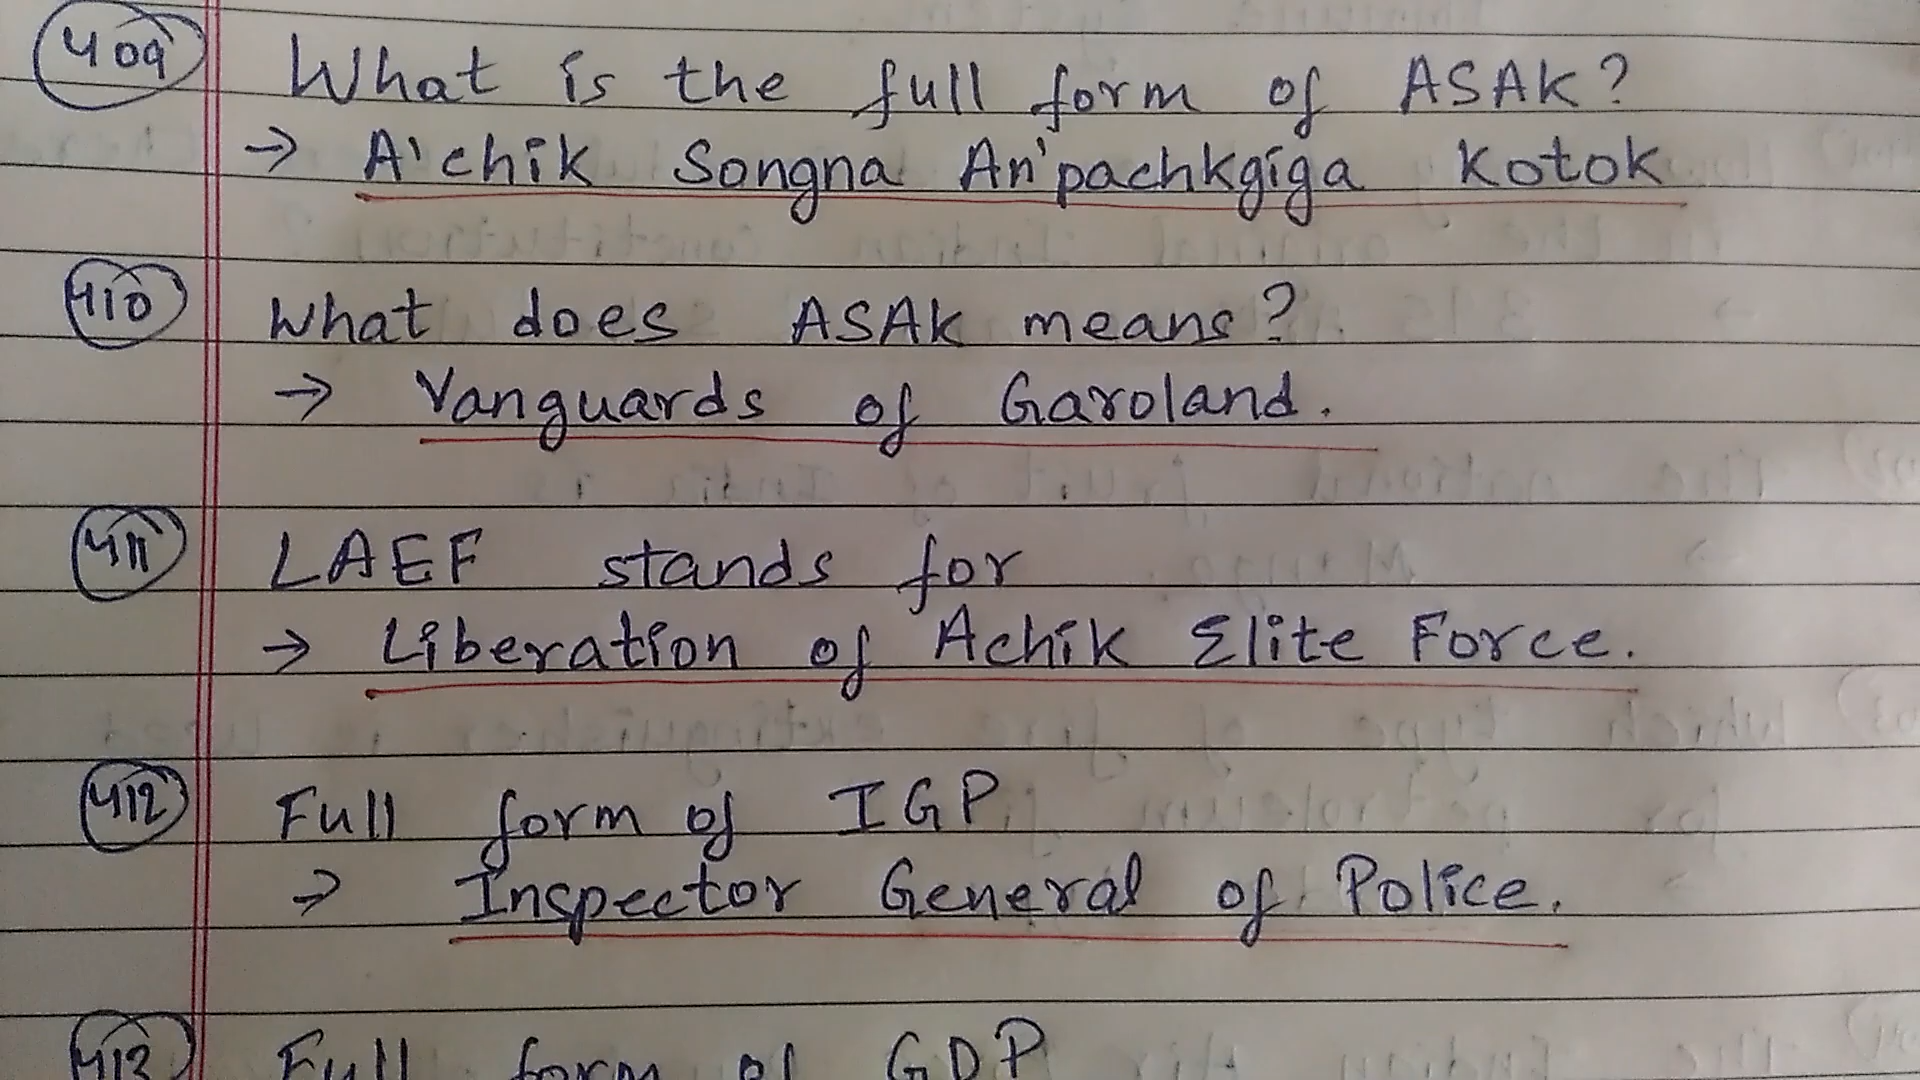 409 What is the full form of ASAK?
→ A'chik Songna An'pachkgiga Kotok
410 What does ASAK means?
→ Vanguards of Garoland.
411 LAEF stands for
→ Liberation of Achik Elite Force.
412 Full form of IGP
→ Inspector General of Police.
413 Full form of GDP